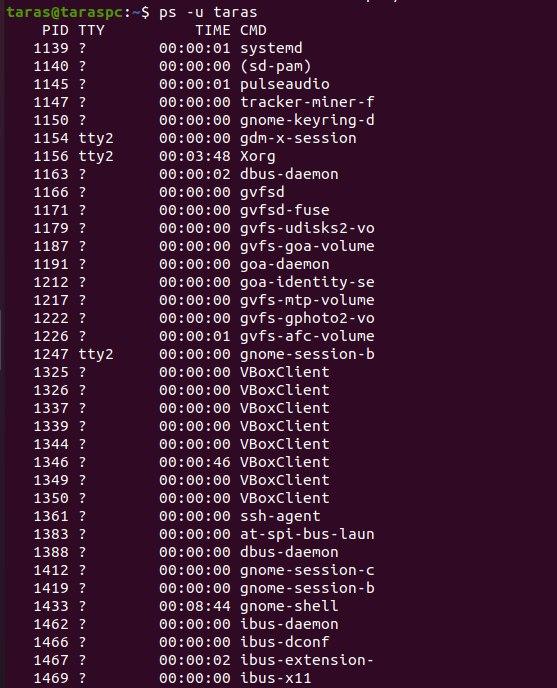 taras@taraspc:~$ ps -u taras
PID TTY TIME CMD
1139 ? 00:00:01 systemd
1140 ? 00:00:00 (sd-pam)
1145 ? 00:00:01 pulseaudio
1147 ? 00:00:00 tracker-miner-f
1150 ? 00:00:00 gnome-keyring-d
1154 tty2 00:00:00 gdm-x-session
1156 tty2 00:03:48 Xorg
1163 ? 00:00:02 dbus-daemon
1166 ? 00:00:00 gvfsd
1171 ? 00:00:00 gvfsd-fuse
1179 ? 00:00:00 gvfs-udisks2-vo
1187 ? 00:00:00 gvfs-goa-volume
1191 ? 00:00:00 goa-daemon
1212 ? 00:00:00 goa-identity-se
1217 ? 00:00:00 gvfs-mtp-volume
1222 ? 00:00:00 gvfs-gphoto2-vo
1226 ? 00:00:01 gvfs-afc-volume
1247 tty2 00:00:00 gnome-session-b
1325 ? 00:00:00 VBoxClient
1326 ? 00:00:00 VBoxClient
1337 ? 00:00:00 VBoxClient
1339 ? 00:00:00 VBoxClient
1344 ? 00:00:00 VBoxClient
1346 ? 00:00:46 VBoxClient
1349 ? 00:00:00 VBoxClient
1350 ? 00:00:00 VBoxClient
1361 ? 00:00:00 ssh-agent
1383 ? 00:00:00 at-spi-bus-laun
1388 ? 00:00:00 dbus-daemon
1412 ? 00:00:00 gnome-session-c
1419 ? 00:00:00 gnome-session-b
1433 ? 00:08:44 gnome-shell
1462 ? 00:00:00 ibus-daemon
1466 ? 00:00:00 ibus-dconf
1467 ? 00:00:02 ibus-extension-
1469 ? 00:00:00 ibus-x11